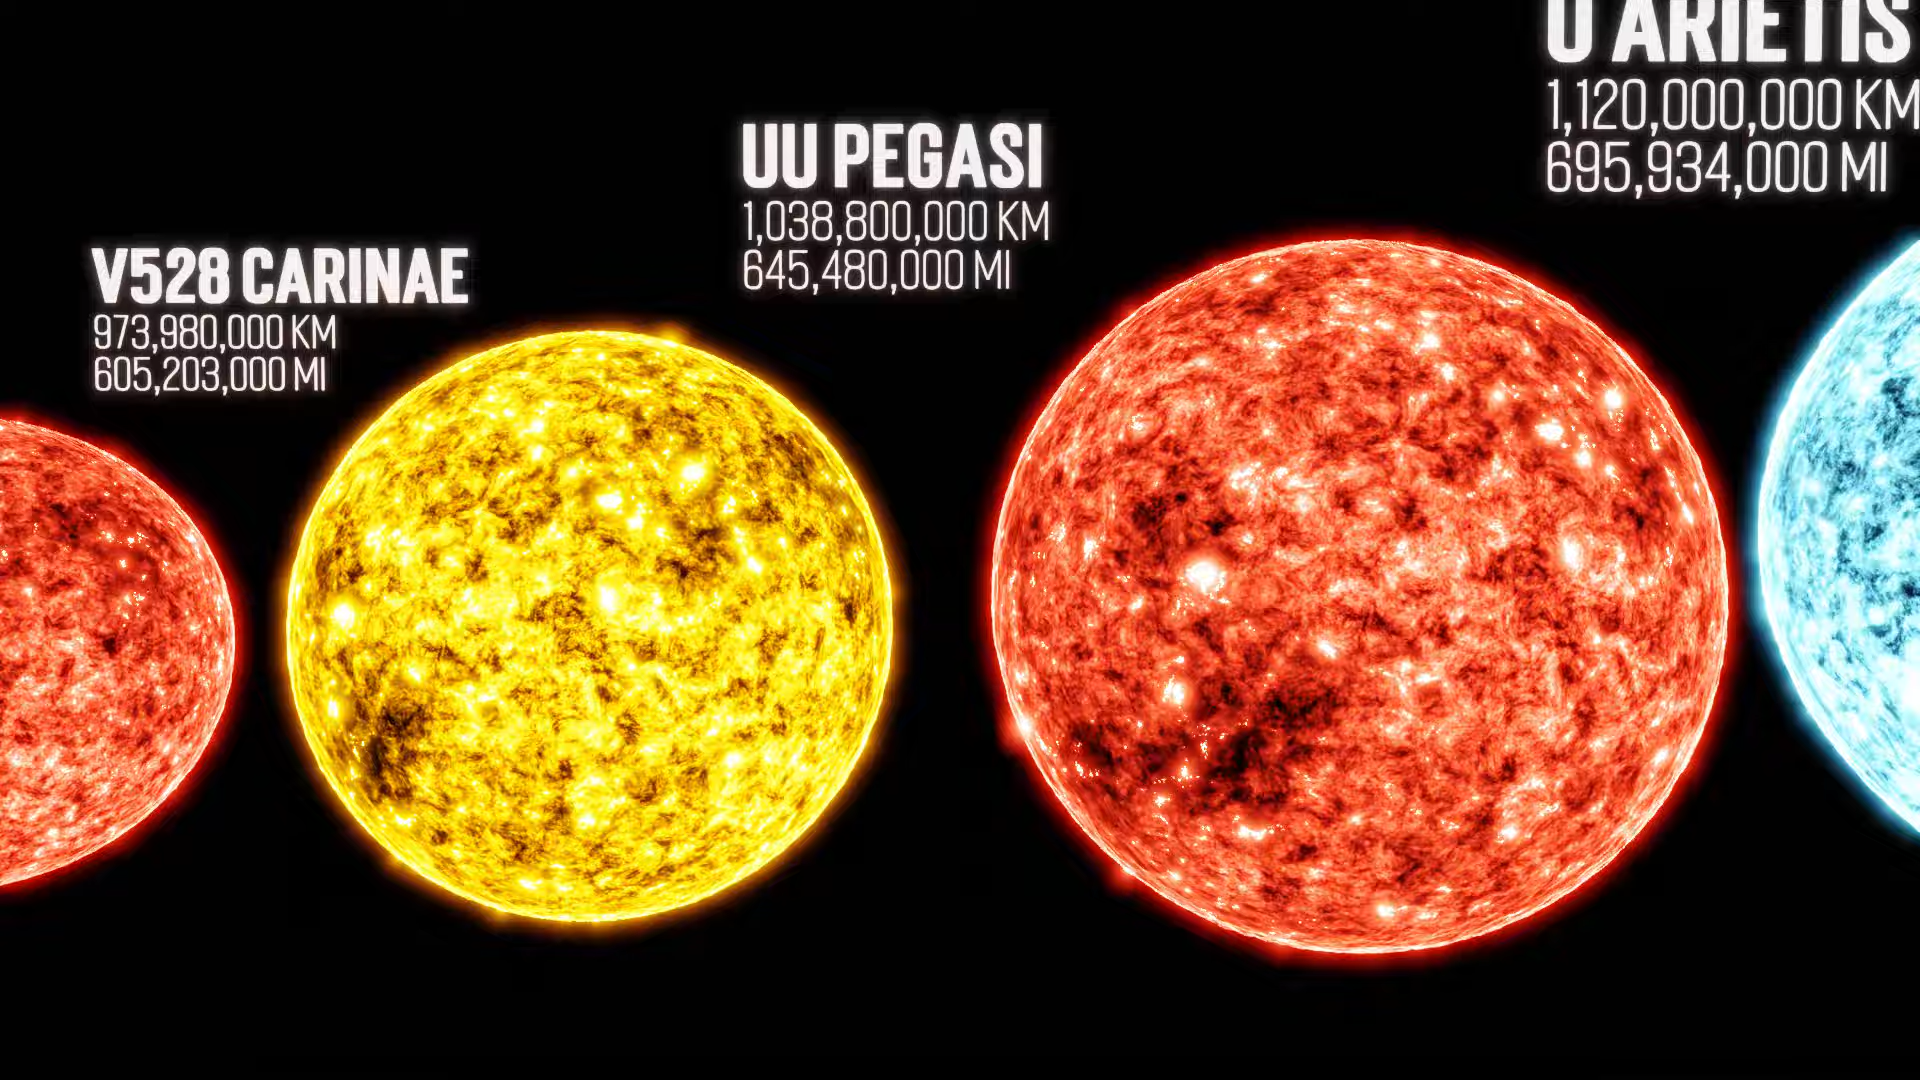 V528 CARINAE
973,980,000 KM
605,203,000 MI
UU PEGASI
1,038,800,000 KM
645,480,000 MI
U ARIETIS
1,120,000,000 KM
695,934,000 MI